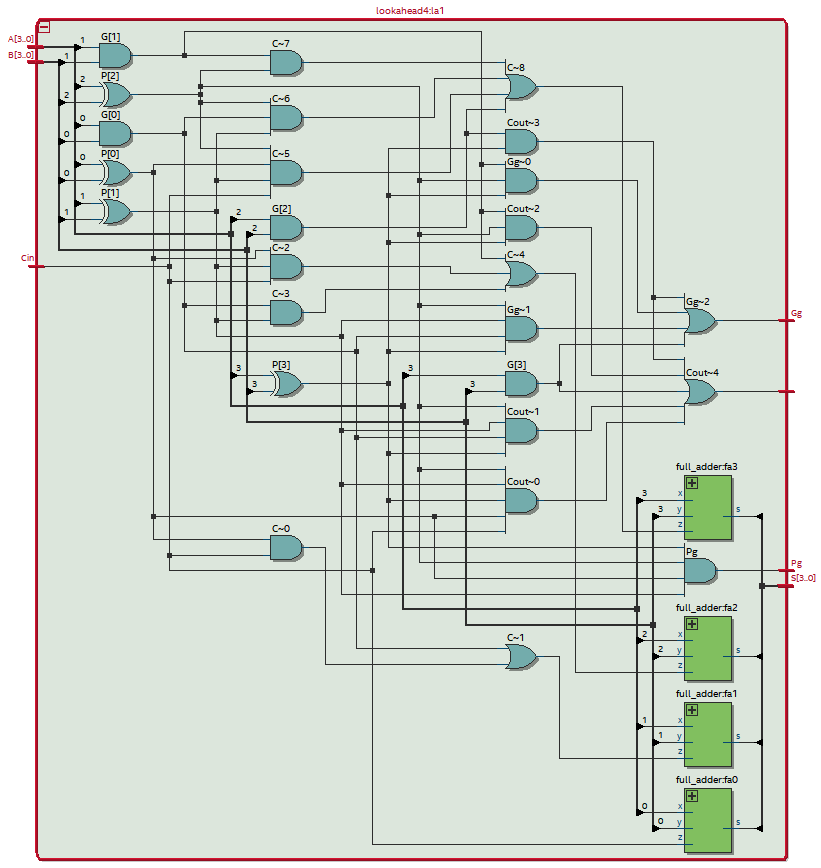 lookahead4:la1
A[3..0]
B[3..0]
1
G[1]
1
2
P[2]
2
0
G[0]
0
0
P[0]
0
1
P[1]
1
Cin
C~7
C~6
C~5
2
G[2]
2
C~2
C~3
3
P[3]
3
C~0
C~8
Cout~3
Gg~0
Cout~2
C~4
Gg~1
3
G[3]
3
Cout~1
Cout~0
C~1
Gg~2
Gg
Cout~4
full_adder:fa3
3
x
3
y
s
z
Pg
Pg
S[3..0]
full_adder:fa2
2
x
2
y
s
z
full_adder:fa1
1
x
1
y
s
z
full_adder:fa0
0
x
0
y
s
z